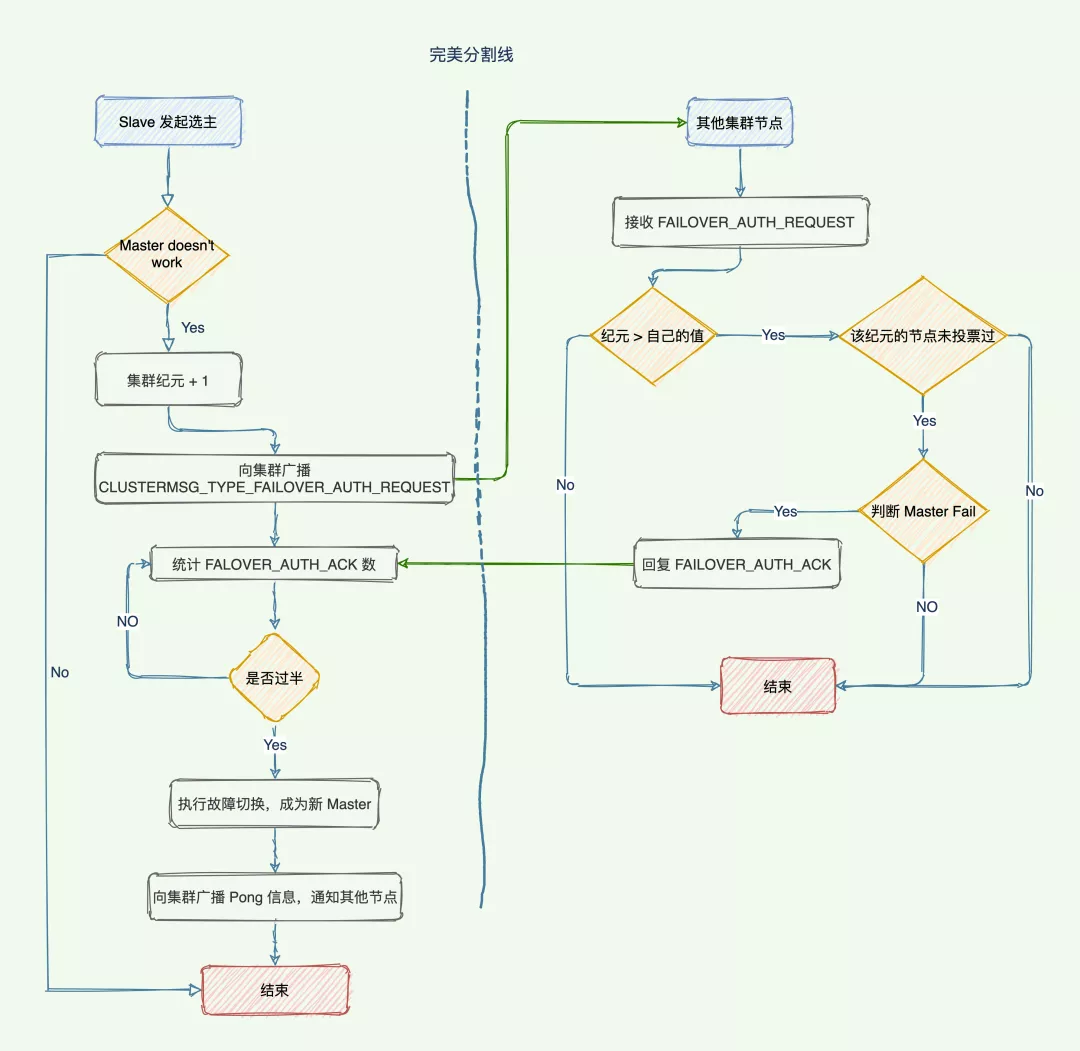 完美分割线
Slave 发起选主
Master doesn't
work
Yes
集群纪元 + 1
向集群广播
CLUSTERMSG_TYPE_FAILOVER_AUTH_REQUEST
统计 FALOVER_AUTH_ACK 数
NO
是否过半
No
Yes
执行故障切换，成为新 Master
向集群广播 Pong 信息，通知其他节点
结束
其他集群节点
接收 FAILOVER_AUTH_REQUEST
纪元 > 自己的值
Yes
该纪元的节点未投票过
Yes
No
No
判断 Master Fail
Yes
回复 FAILOVER_AUTH_ACK
NO
结束